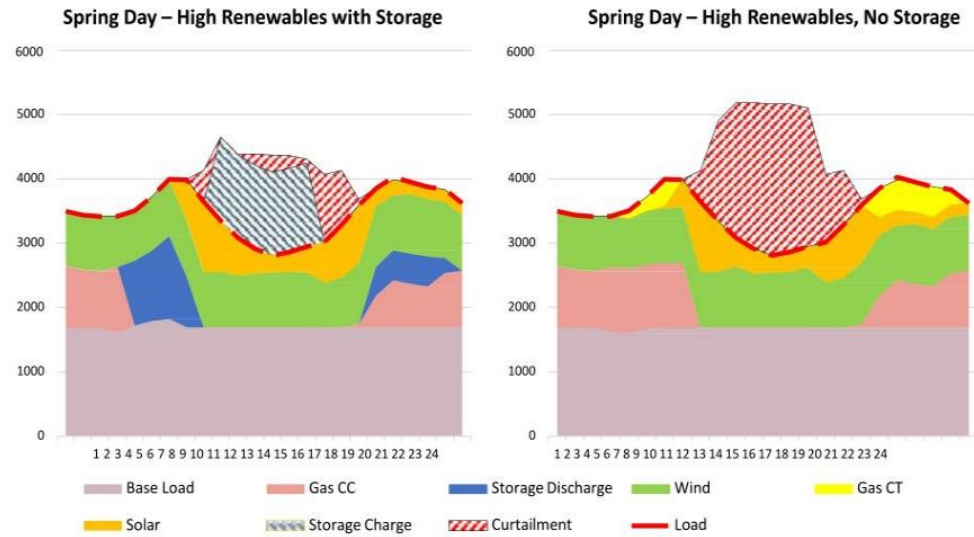 Spring Day – High Renewables with Storage
6000
5000
4000
3000
2000
1000
0
1 2 3 4 5 6 7 8 9 10 11 12 13 14 15 16 17 18 19 20 21 22 23 24
Spring Day – High Renewables, No Storage
6000
5000
4000
3000
2000
1000
0
1 2 3 4 5 6 7 8 9 10 11 12 13 14 15 16 17 18 19 20 21 22 23 24
Base Load Gas CC Storage Discharge Wind Gas CT
Solar Storage Charge Curtailment Load